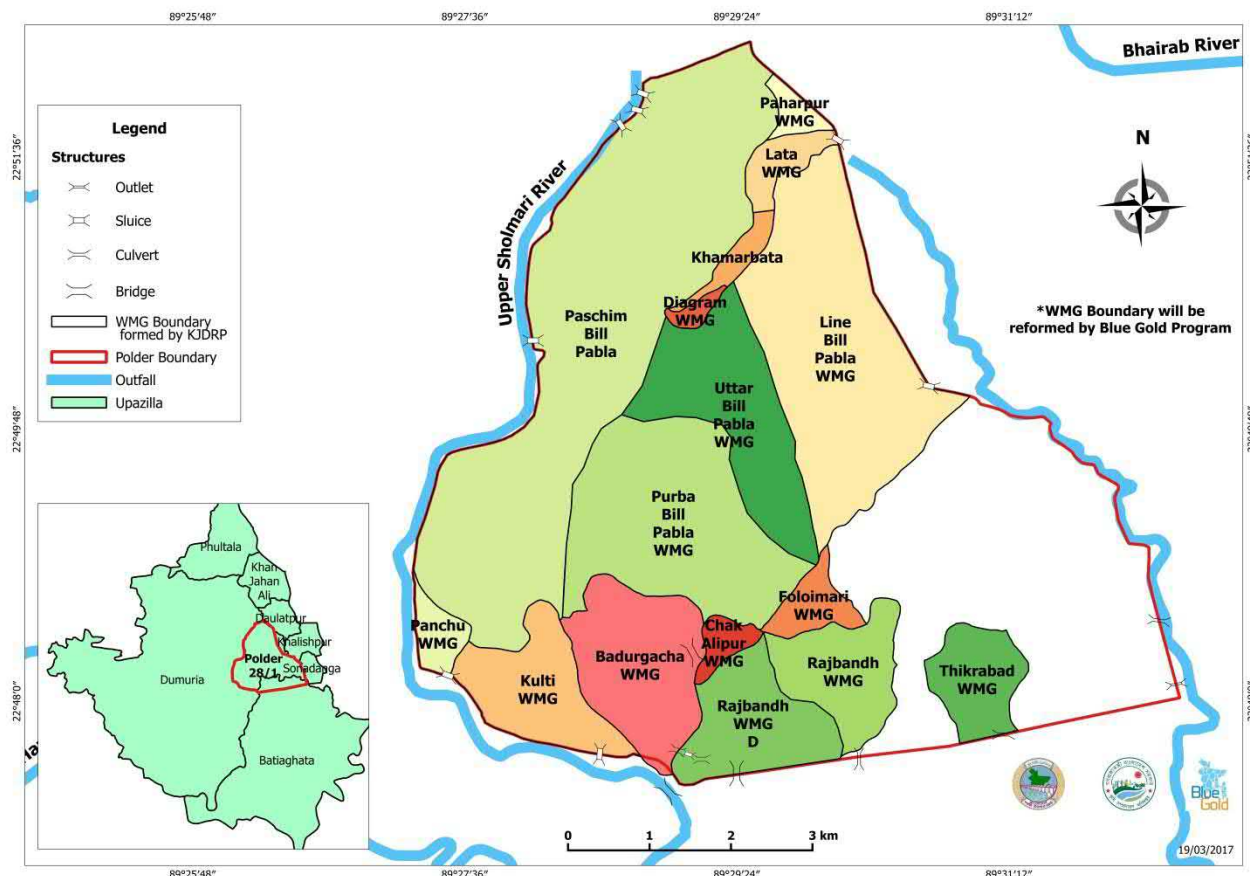 89°25'48"
89°27'36"
89°29'24"
89°31'12"
Bhairab River
Legend
Structures
Outlet
Sluice
Culvert
Bridge
WMG Boundary
formed by KJDRP
Polder Boundary
Outfall
Upazilla
22°51'36"
22°49'48"
22°48'0"
Upper Sholmari River
N
*WMG Boundary will be
reformed by Blue Gold Program
Paharpur
WMG
Lata
WMG
Khamarbata
Diagram
WMG
Paschim
Bill
Pabla
Line
Bill
Pabla
WMG
Uttar
Bill
Pabla
WMG
Purba
Bill
Pabla
WMG
Foloimari
WMG
Panchu
WMG
Chak
Alipur
WMG
Kulti
WMG
Badurgacha
WMG
Rajbandh
WMG
Rajbandh
WMG
D
Thikrabad
WMG
Phultala
Khan
Jahan
Ali
Daulatpur
Khalishpur
Polder
28/1
Sonadanga
Dumuria
Batiaghata
0 1 2 3 km
Blue
Gold
19/03/2017
89°25'48"
89°27'36"
89°29'24"
89°31'12"